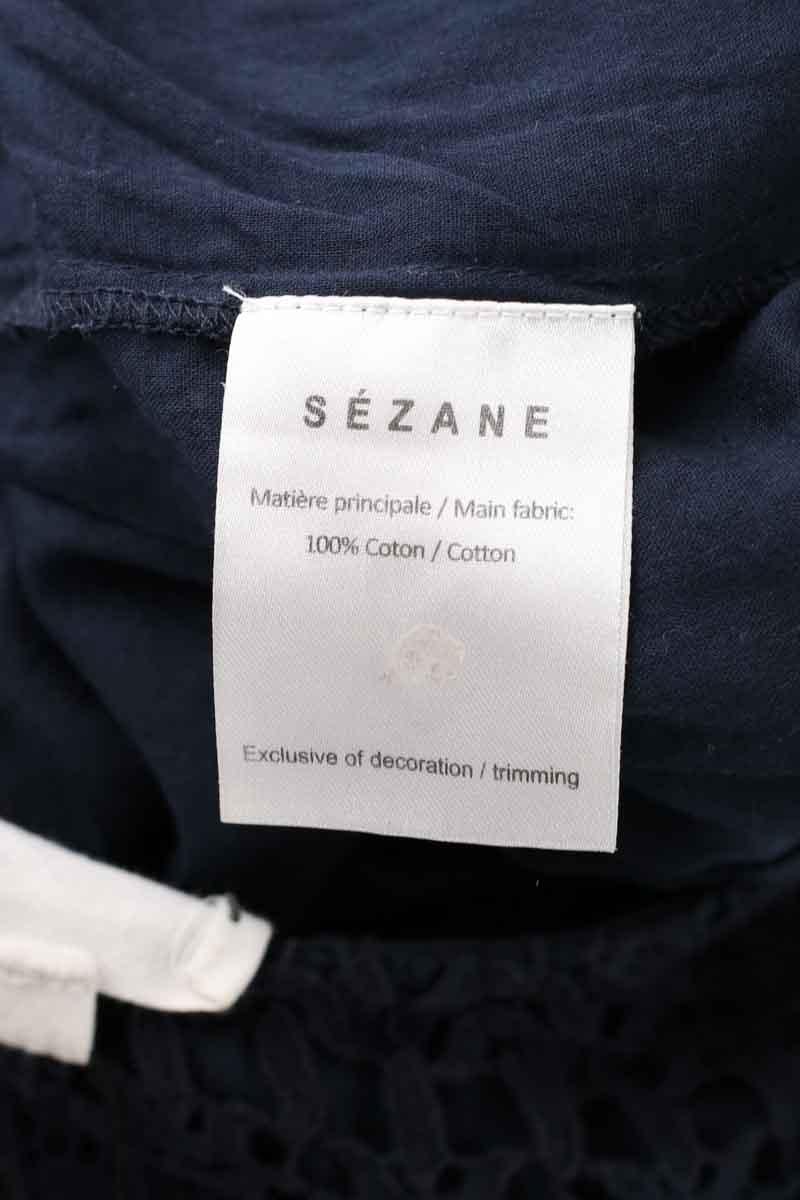 SÉZANE
Matière principale / Main fabric:
100% Coton / Cotton
Exclusive of decoration / trimming